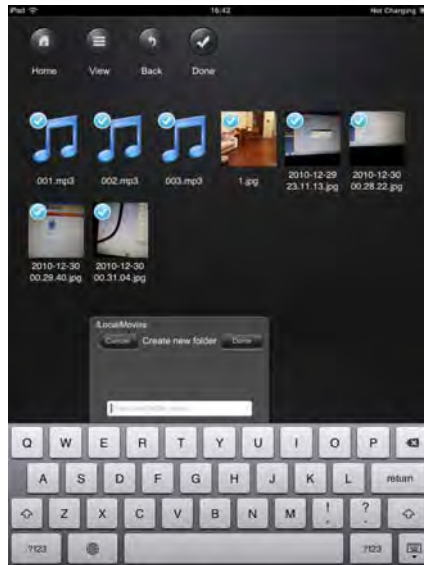 iPad 16:42 Not Charging
Home View Back Done
001.mp3 002.mp3 003.mp3 1.jpg 2010-12-29 2010-12-30
23.11.13.jpg 00.28.22.jpg
2010-12-30 2010-12-30
00.29.40.jpg 00.31.04.jpg
/Local/Movies
Cancel Create new folder Done
Q W E R T Y U I O P
A S D F G H J K L return
Z X C V B N M ! , ? .
.?123 .?123